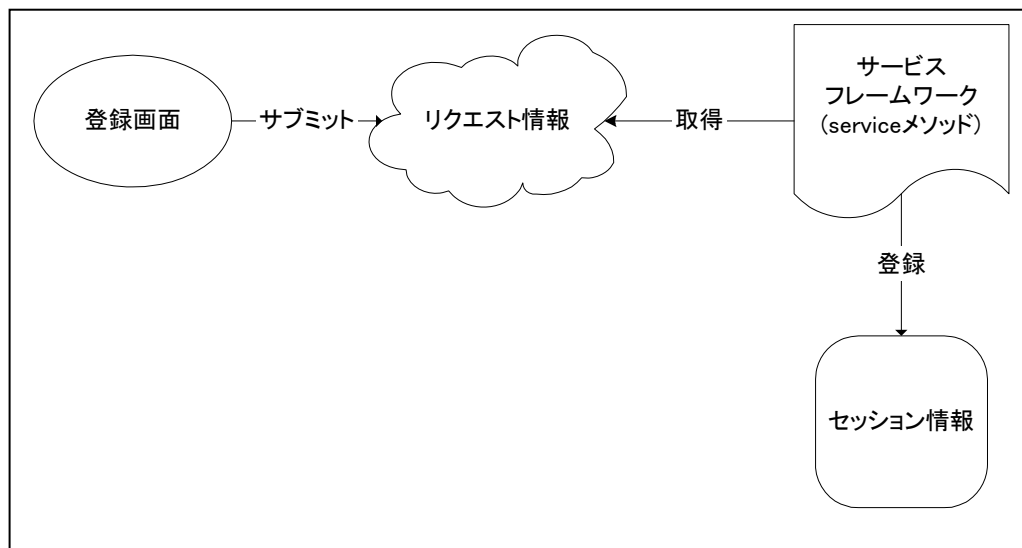 登録画面
サブミット
リクエスト情報
取得
サービス
フレームワーク
(serviceメソッド)
登録
セッション情報